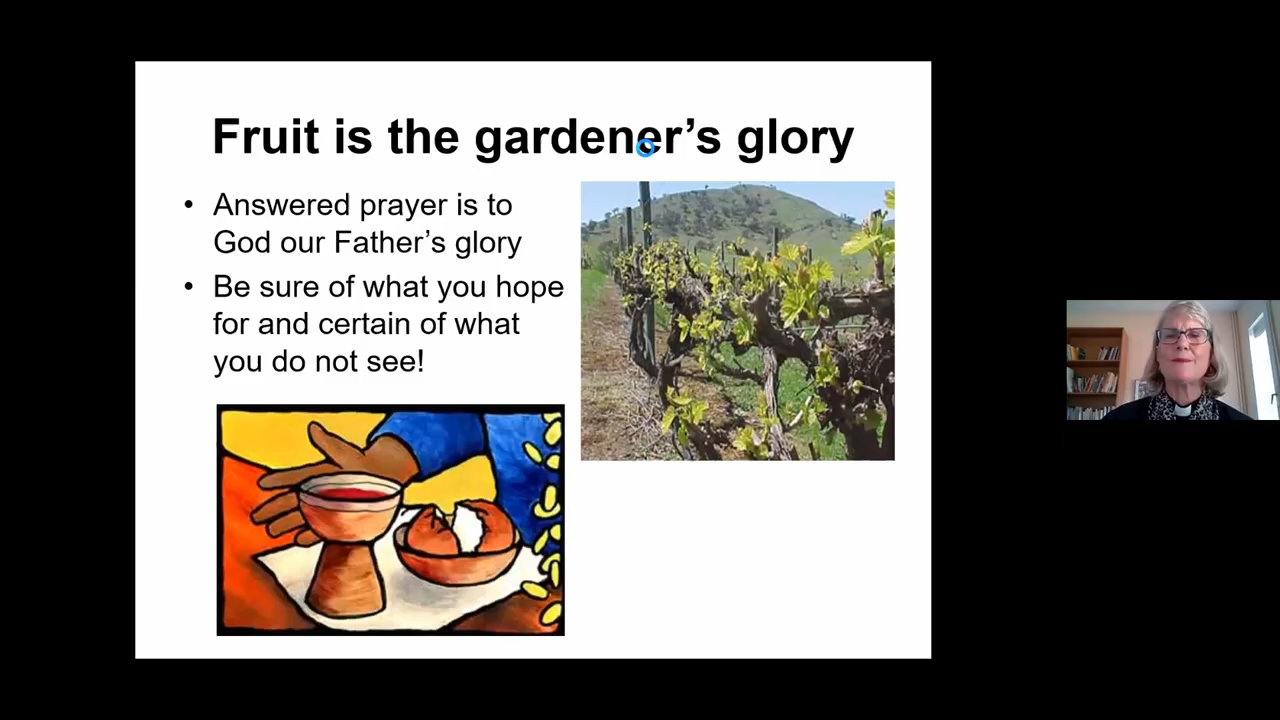 Fruit is the gardener’s glory
• Answered prayer is to
God our Father’s glory
• Be sure of what you hope
for and certain of what
you do not see!